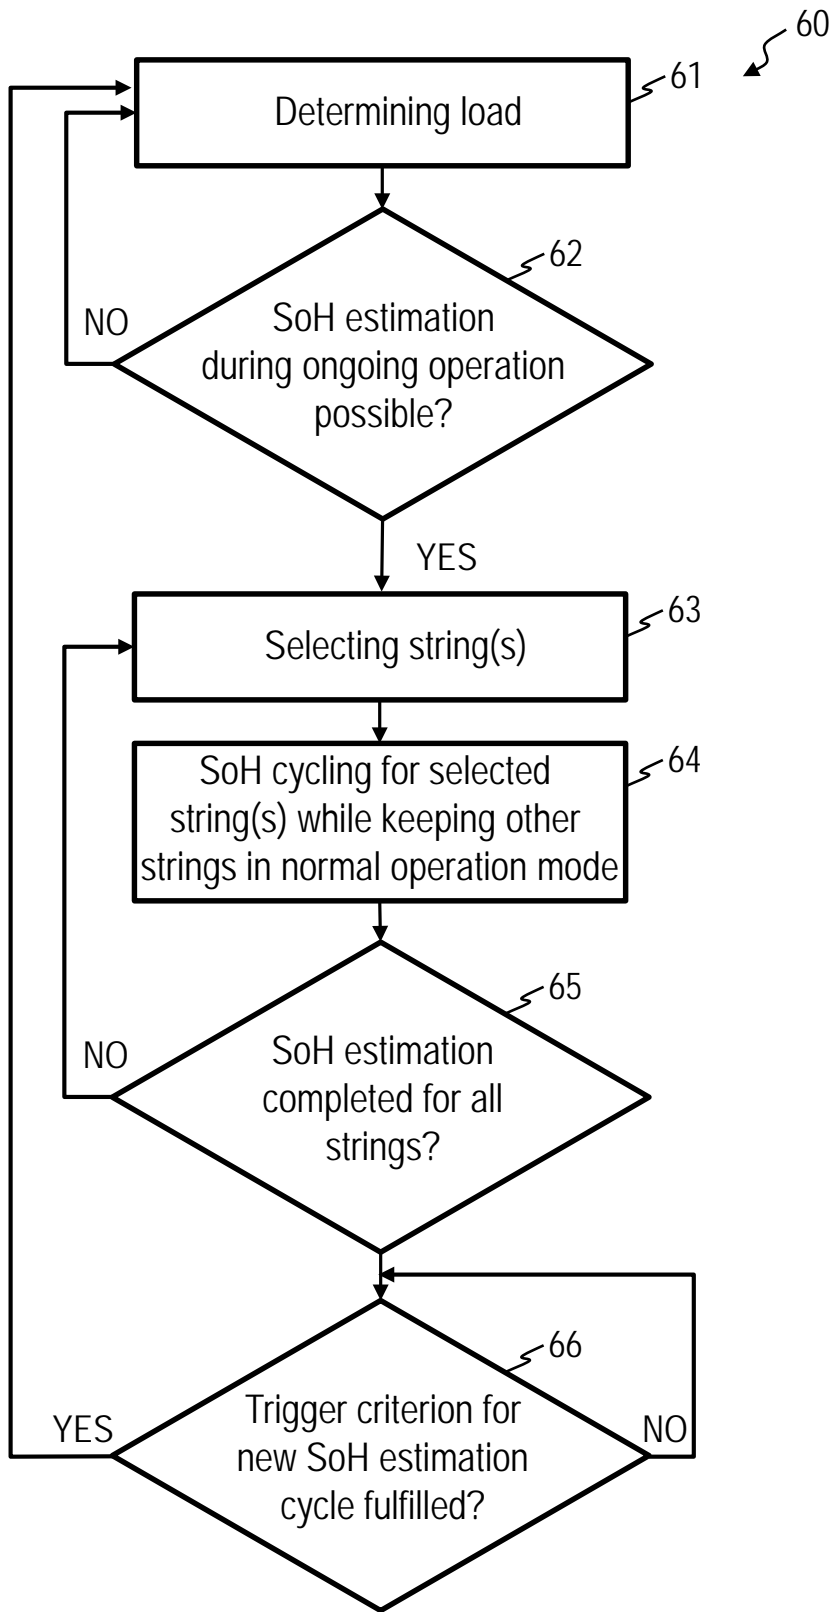 60
61
Determining load
62
NO
SoH estimation
during ongoing operation
possible?
YES
63
Selecting string(s)
64
SoH cycling for selected
string(s) while keeping other
strings in normal operation mode
65
NO
SoH estimation
completed for all
strings?
66
YES
Trigger criterion for
new SoH estimation
cycle fulfilled?
NO